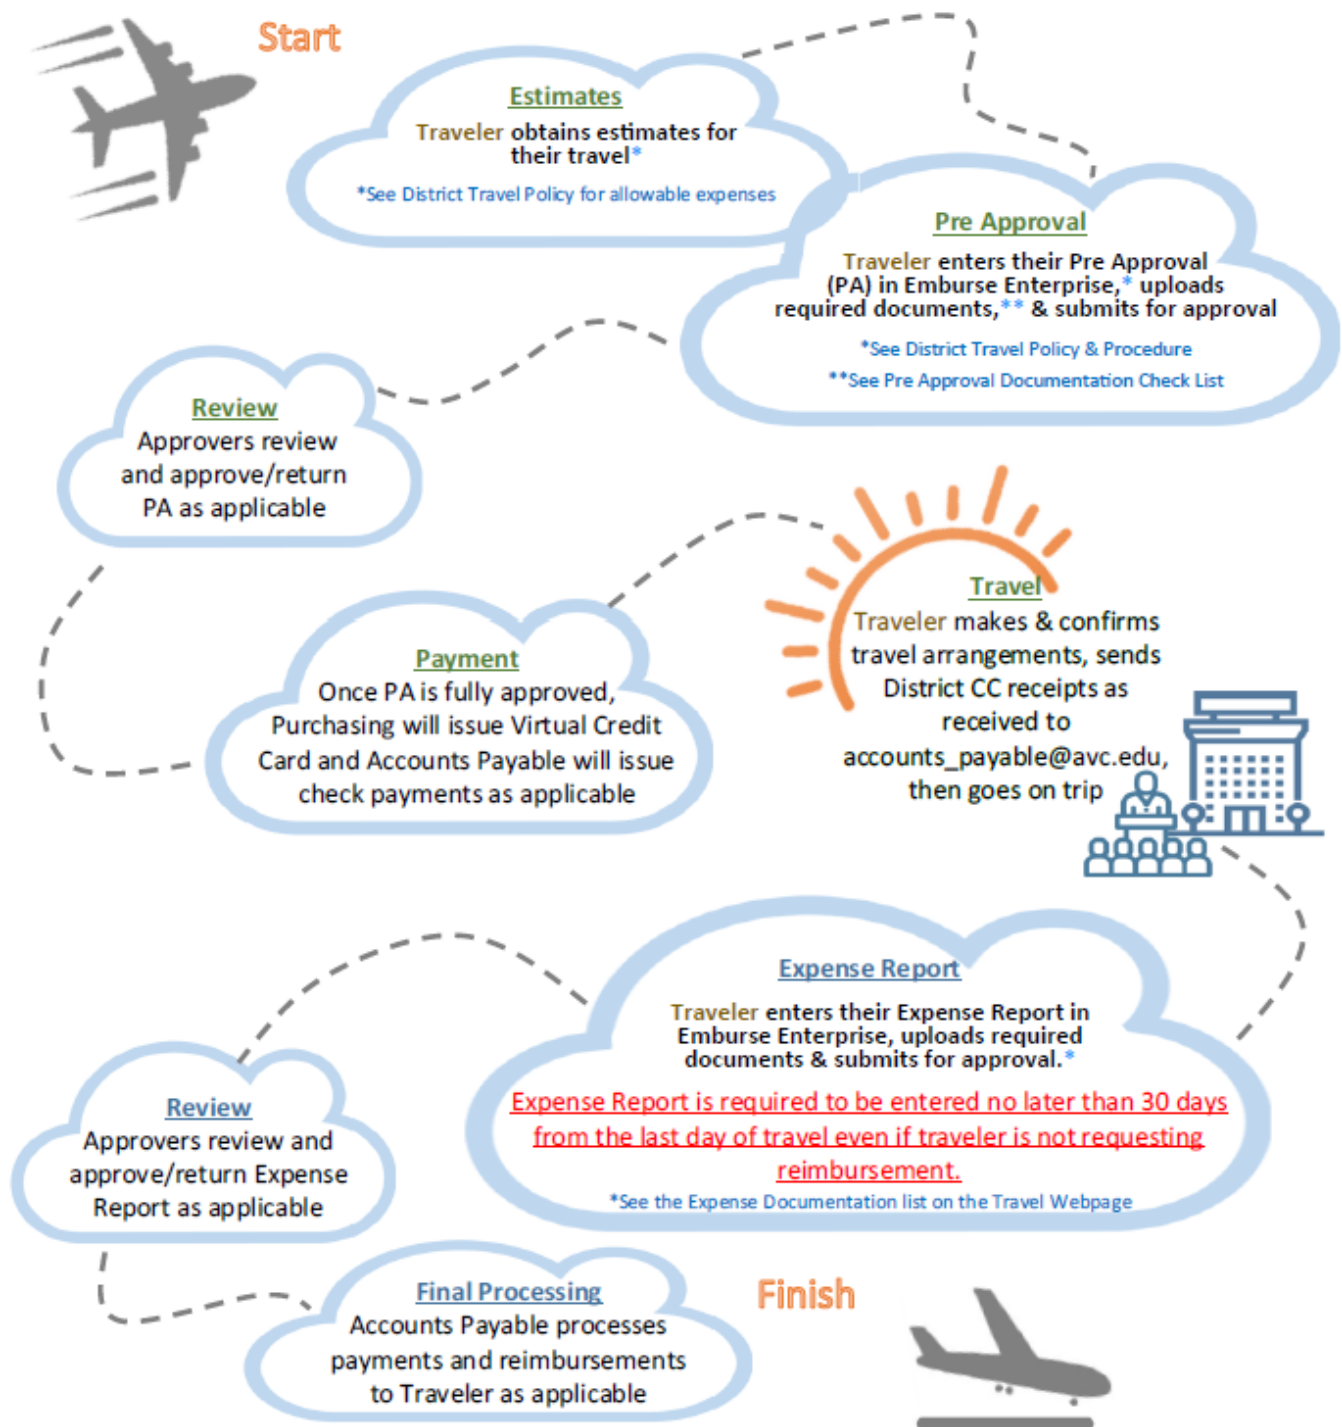 Start
Estimates
Traveler obtains estimates for
their travel*
*See District Travel Policy for allowable expenses
Pre Approval
Traveler enters their Pre Approval
(PA) in Emburse Enterprise,* uploads
required documents,** & submits for approval
*See District Travel Policy & Procedure
**See Pre Approval Documentation Check List
Review
Approvers review
and approve/return
PA as applicable
Payment
Once PA is fully approved,
Purchasing will issue Virtual Credit
Card and Accounts Payable will issue
check payments as applicable
Travel
Traveler makes & confirms
travel arrangements, sends
District CC receipts as
received to
accounts_payable@avc.edu,
then goes on trip
Expense Report
Traveler enters their Expense Report in
Emburse Enterprise, uploads required
documents & submits for approval.*
Expense Report is required to be entered no later than 30 days
from the last day of travel even if traveler is not requesting
reimbursement.
*See the Expense Documentation list on the Travel Webpage
Review
Approvers review and
approve/return Expense
Report as applicable
Final Processing
Accounts Payable processes
payments and reimbursements
to Traveler as applicable
Finish